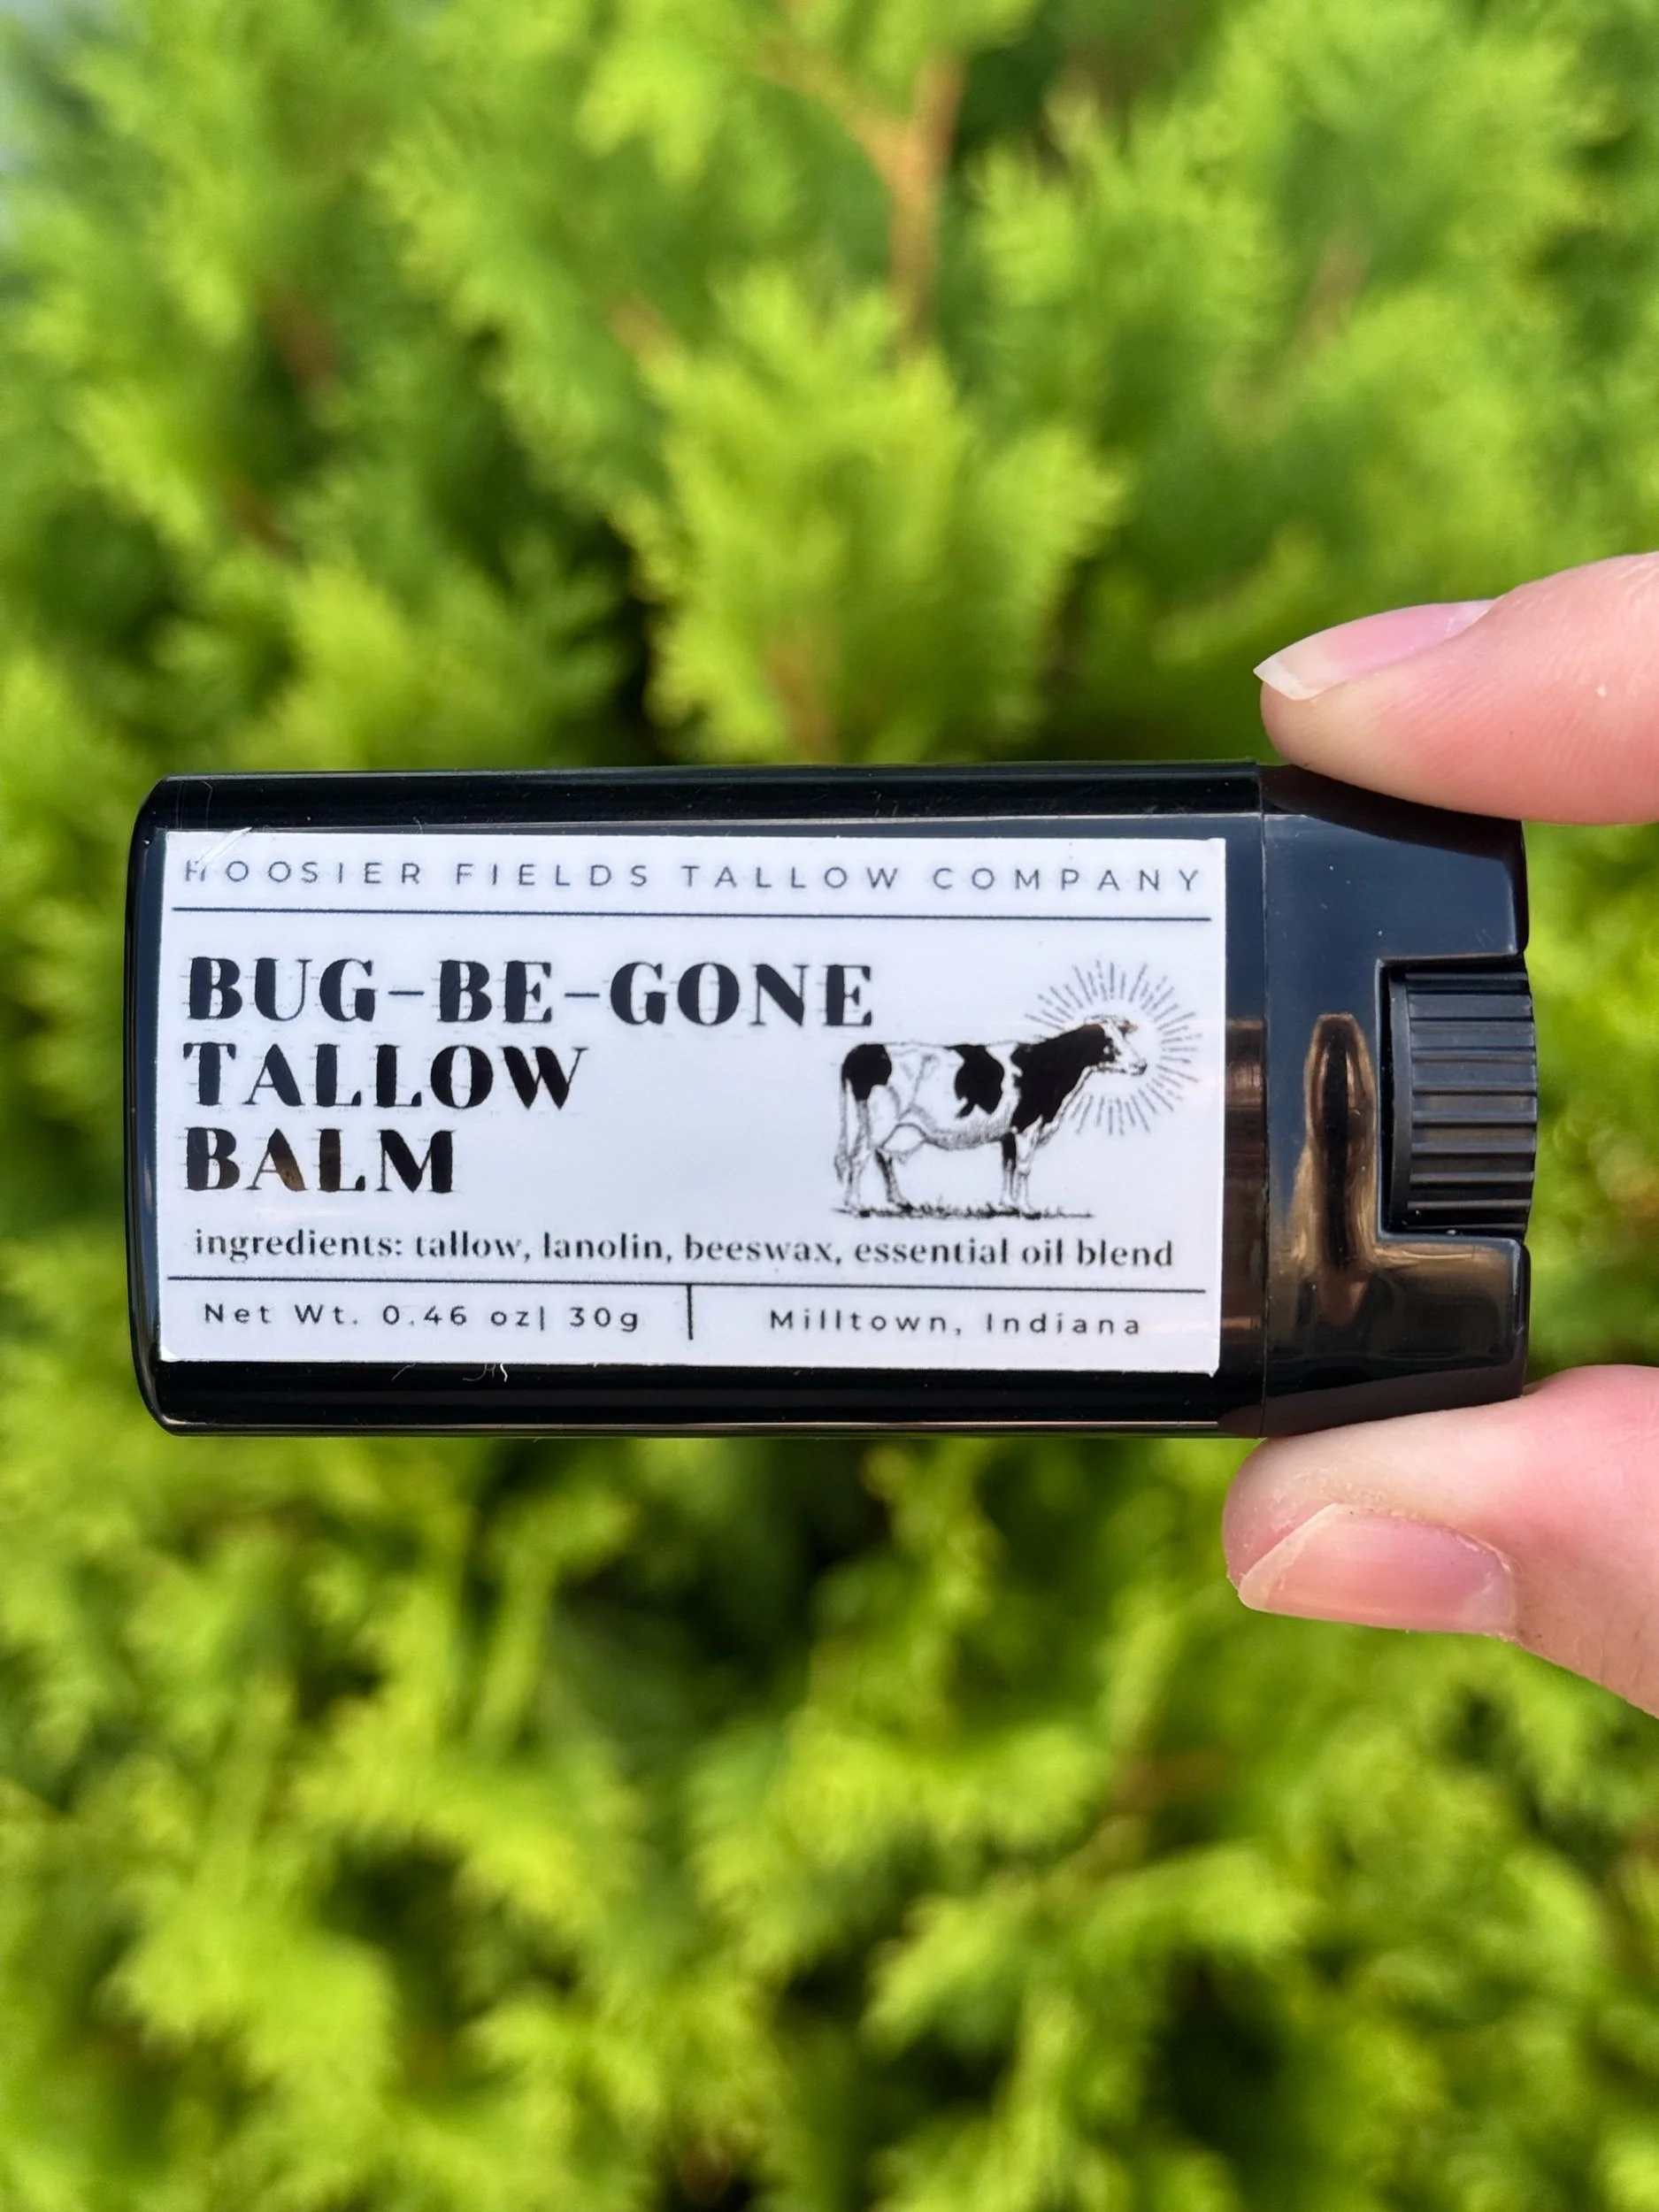 HOOSIER FIELDS TALLOW COMPANY
BUG-BE-GONE
TALLOW
BALM
ingredients: tallow, lanolin, beeswax, essential oil blend
Net Wt. 0.46 oz| 30g
Milltown, Indiana